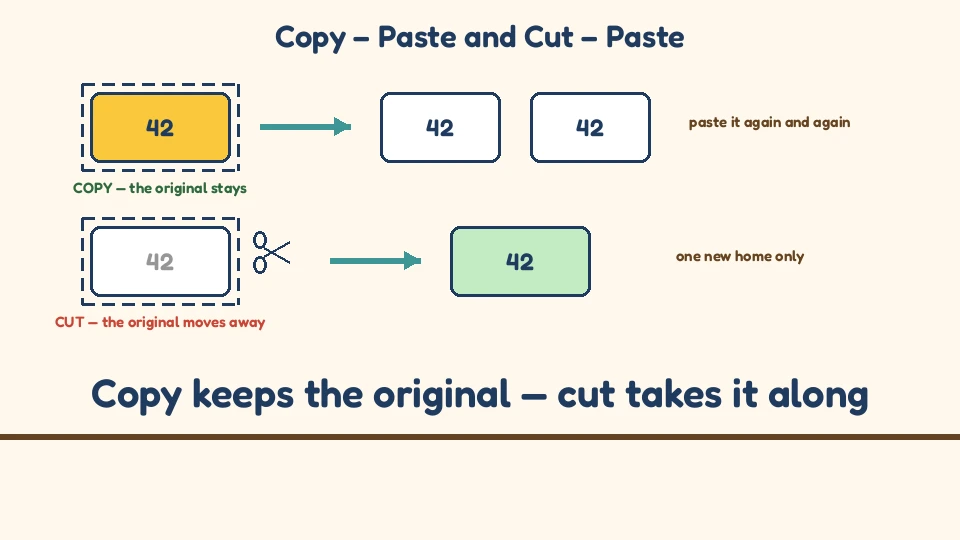 Copy – Paste and Cut – Paste
42
42
42
paste it again and again
COPY — the original stays
42
42
one new home only
CUT — the original moves away
Copy keeps the original — cut takes it along